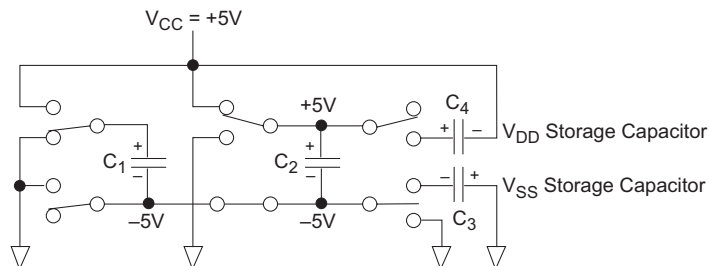 V_CC = +5V
+5V
C_4
+
–
V_DD Storage Capacitor
+
C_1
–
+
C_2
–
–
+
V_SS Storage Capacitor
–5V
–5V
C_3